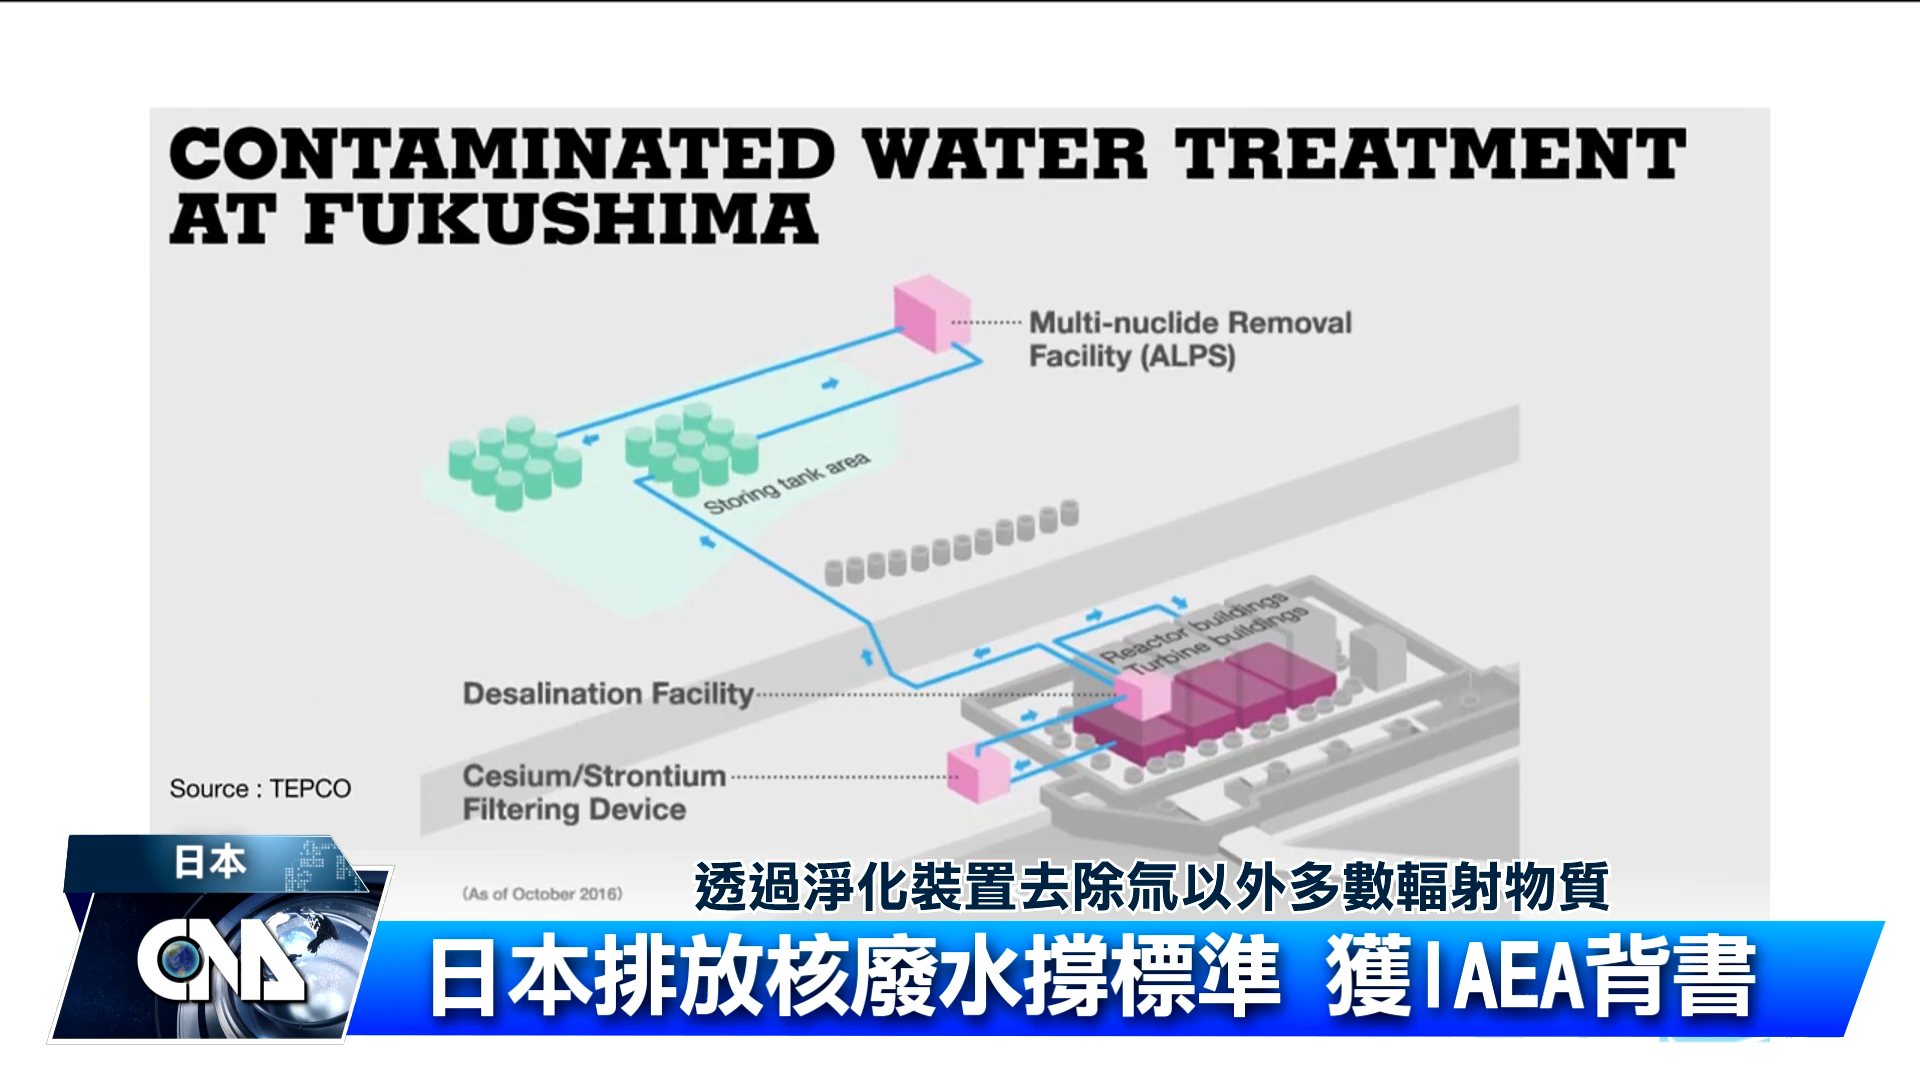 CONTAMINATED WATER TREATMENT
AT FUKUSHIMA
Multi-nuclide Removal
Facility (ALPS)
Storing tank area
Reactor buildings
Turbine buildings
Desalination Facility
Cesium/Strontium
Filtering Device
Source : TEPCO
(As of October 2016)
日本
CNA
透過淨化裝置去除氚以外多數輻射物質
日本排放核廢水撙標準 獲IAEA背書